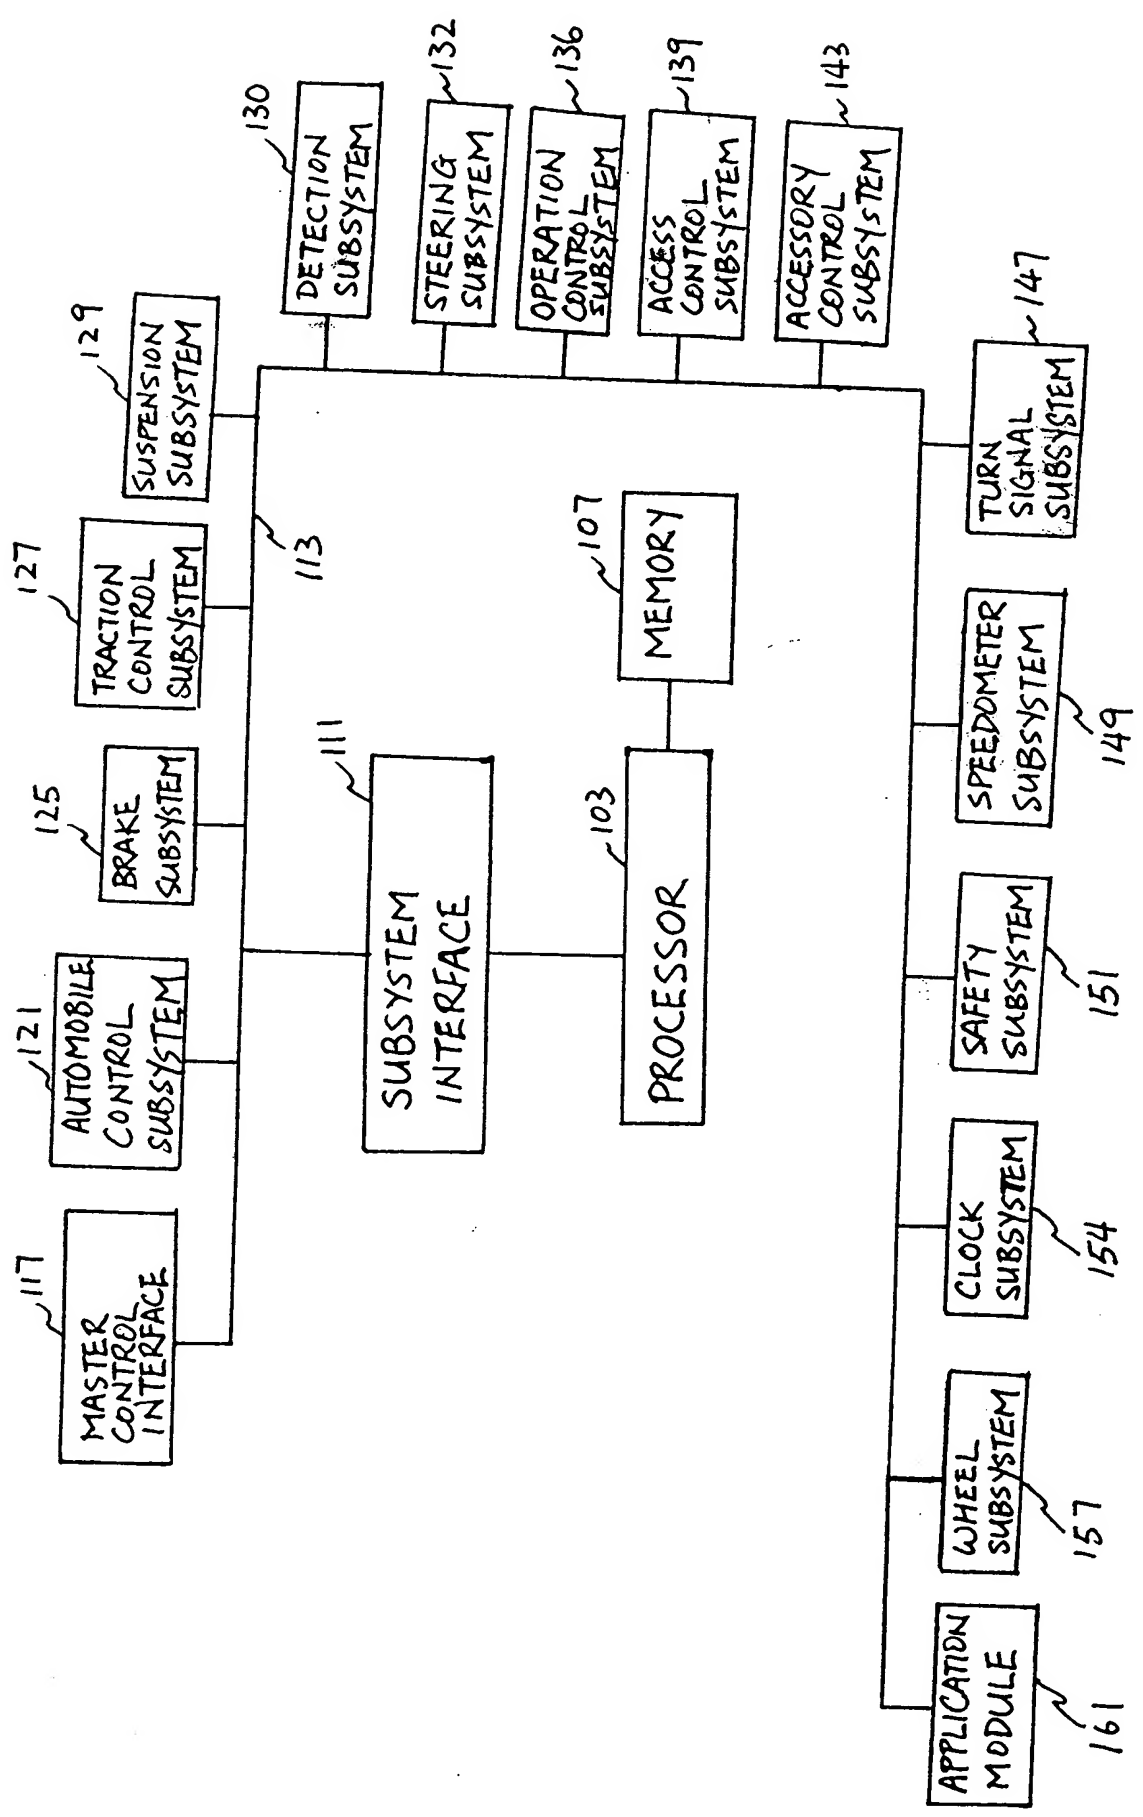 117
MASTER
CONTROL
INTERFACE
121
AUTOMOBILE
CONTROL
SUBSYSTEM
125
BRAKE
SUBSYSTEM
127
TRACTION
CONTROL
SUBSYSTEM
129
SUSPENSION
SUBSYSTEM
130
DETECTION
SUBSYSTEM
132
STEERING
SUBSYSTEM
136
OPERATION
CONTROL
SUBSYSTEM
139
ACCESS
CONTROL
SUBSYSTEM
143
ACCESSORY
CONTROL
SUBSYSTEM
113
111
SUBSYSTEM
INTERFACE
103
PROCESSOR
107
MEMORY
APPLICATION
MODULE
161
WHEEL
SUBSYSTEM
157
CLOCK
SUBSYSTEM
154
SAFETY
SUBSYSTEM
151
SPEEDOMETER
SUBSYSTEM
149
TURN
SIGNAL
SUBSYSTEM
147